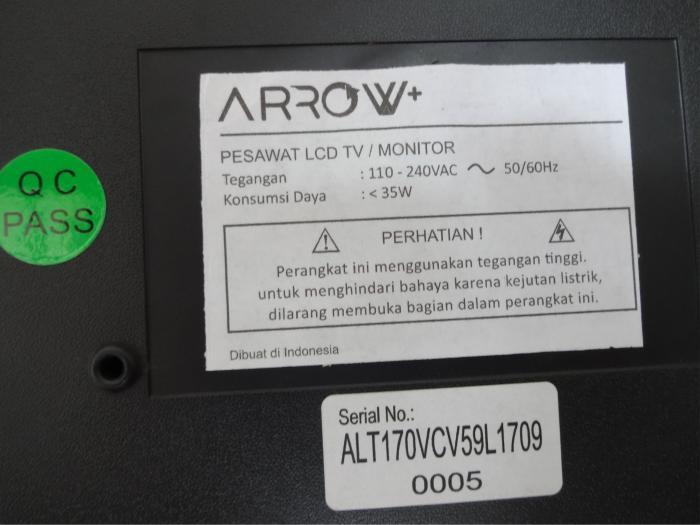 ARROW+
PESAWAT LCD TV / MONITOR
Tegangan : 110 - 240VAC ~ 50/60Hz
Konsumsi Daya : < 35W
PERHATIAN !
Perangkat ini menggunakan tegangan tinggi.
untuk menghindari bahaya karena kejutan listrik,
dilarang membuka bagian dalam perangkat ini.
Dibuat di Indonesia
QC
PASS
Serial No.:
ALT170VCV59L1709
0005